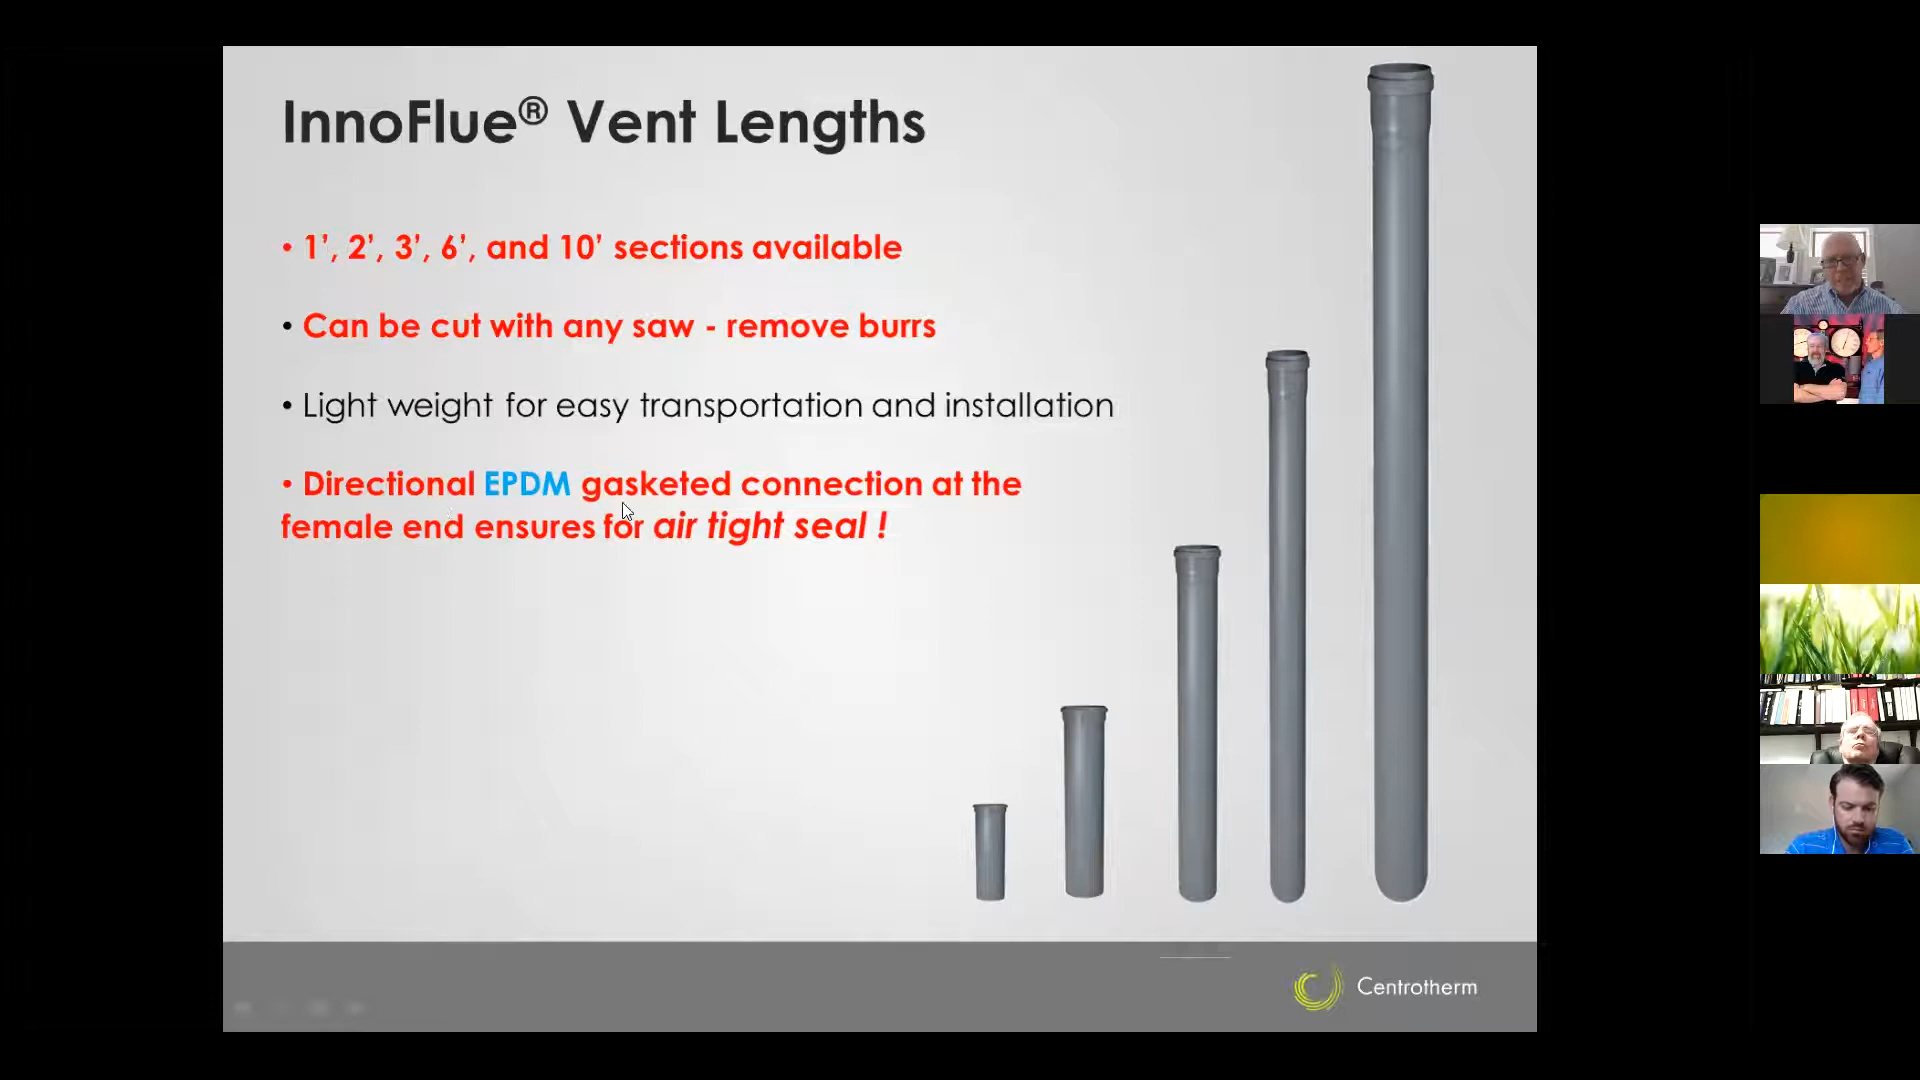 InnoFlue® Vent Lengths
• 1’, 2’, 3’, 6’, and 10’ sections available
• Can be cut with any saw - remove burrs
• Light weight for easy transportation and installation
• Directional EPDM gasketed connection at the
female end ensures for air tight seal !
Centrotherm